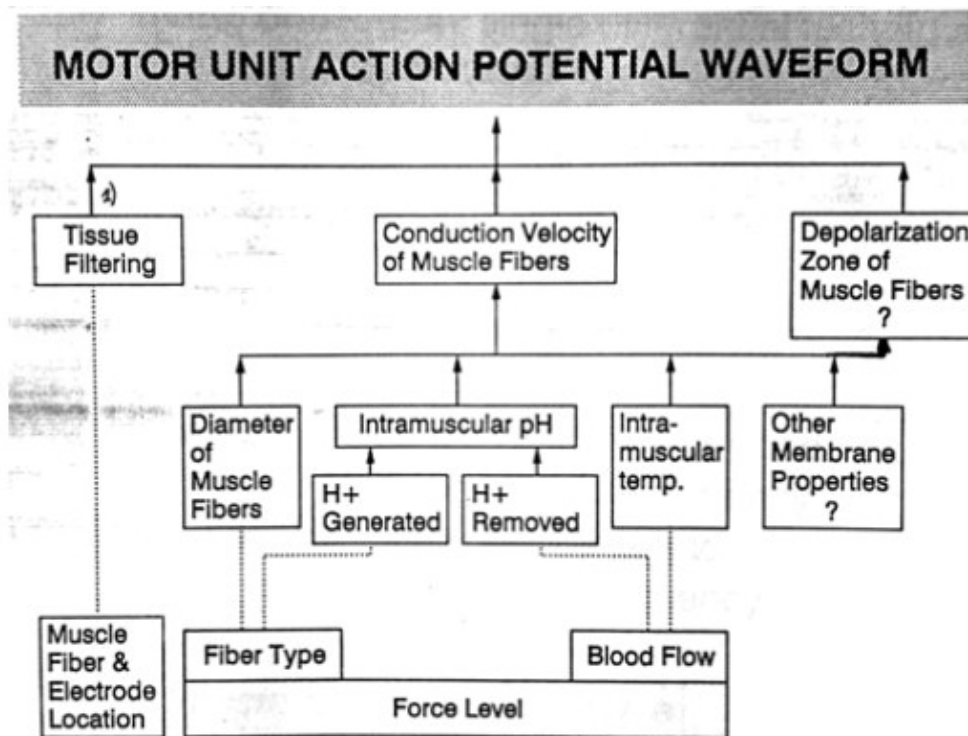 MOTOR UNIT ACTION POTENTIAL WAVEFORM
Tissue
Filtering
Conduction Velocity
of Muscle Fibers
Depolarization
Zone of
Muscle Fibers
?
Diameter
of
Muscle
Fibers
Intramuscular pH
H+
Generated
H+
Removed
Intra-
muscular
temp.
Other
Membrane
Properties
?
Muscle
Fiber &
Electrode
Location
Fiber Type
Blood Flow
Force Level